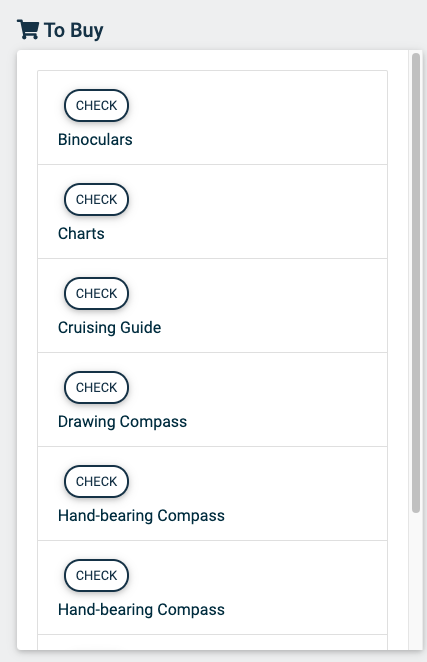 To Buy
CHECK
Binoculars
CHECK
Charts
CHECK
Cruising Guide
CHECK
Drawing Compass
CHECK
Hand-bearing Compass
CHECK
Hand-bearing Compass